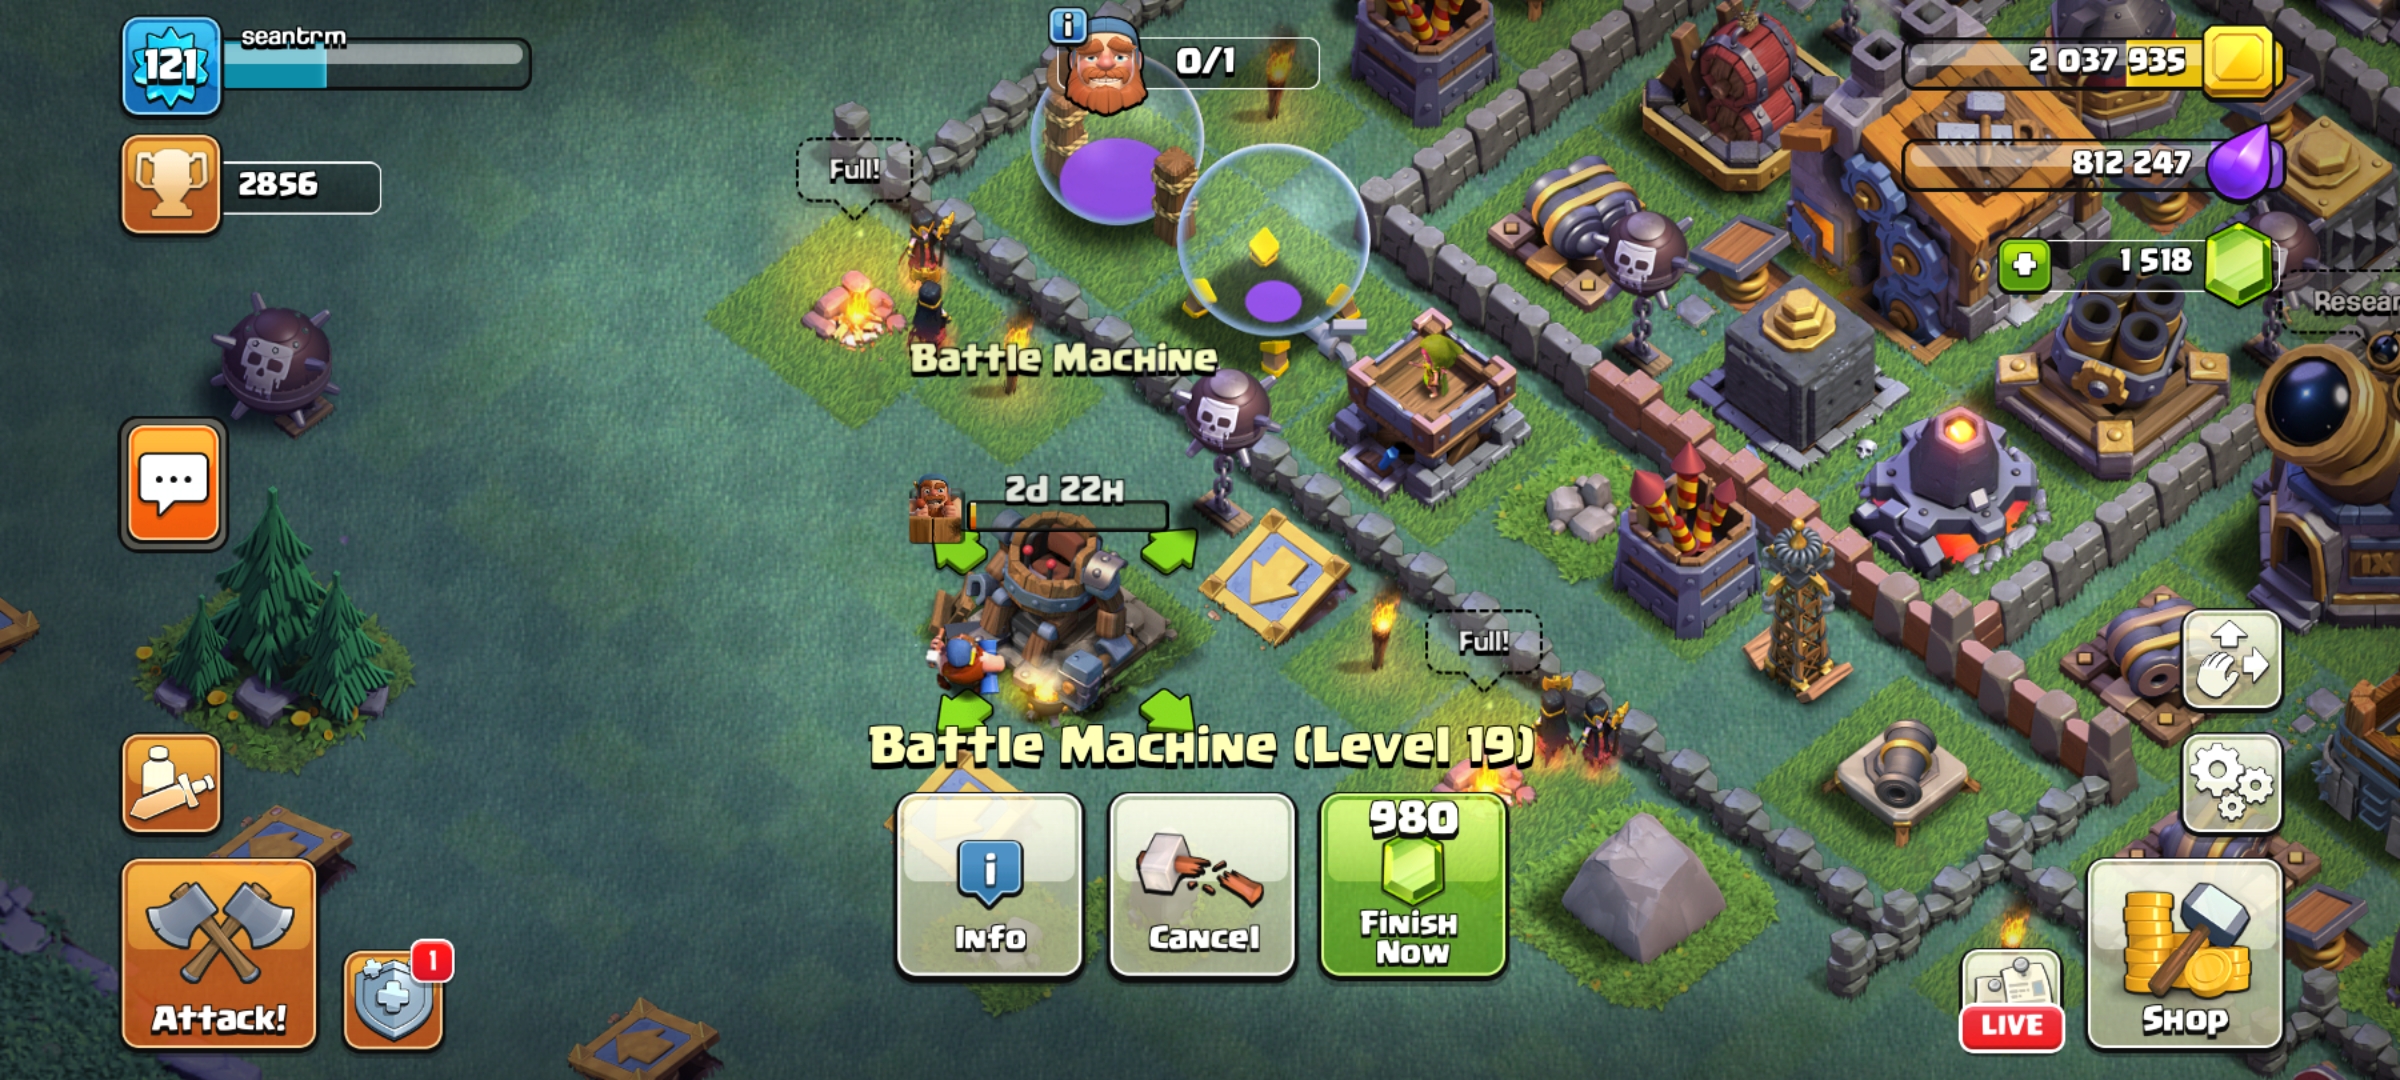 121
seantrm
2856
i
0/1
2 037 935
812 247
+
1 518
Full!
Battle Machine
2d 22H
Full!
Battle Machine (Level 19)
i
Info
Cancel
980
Finish
Now
Attack!
1
LIVE
Shop
IX